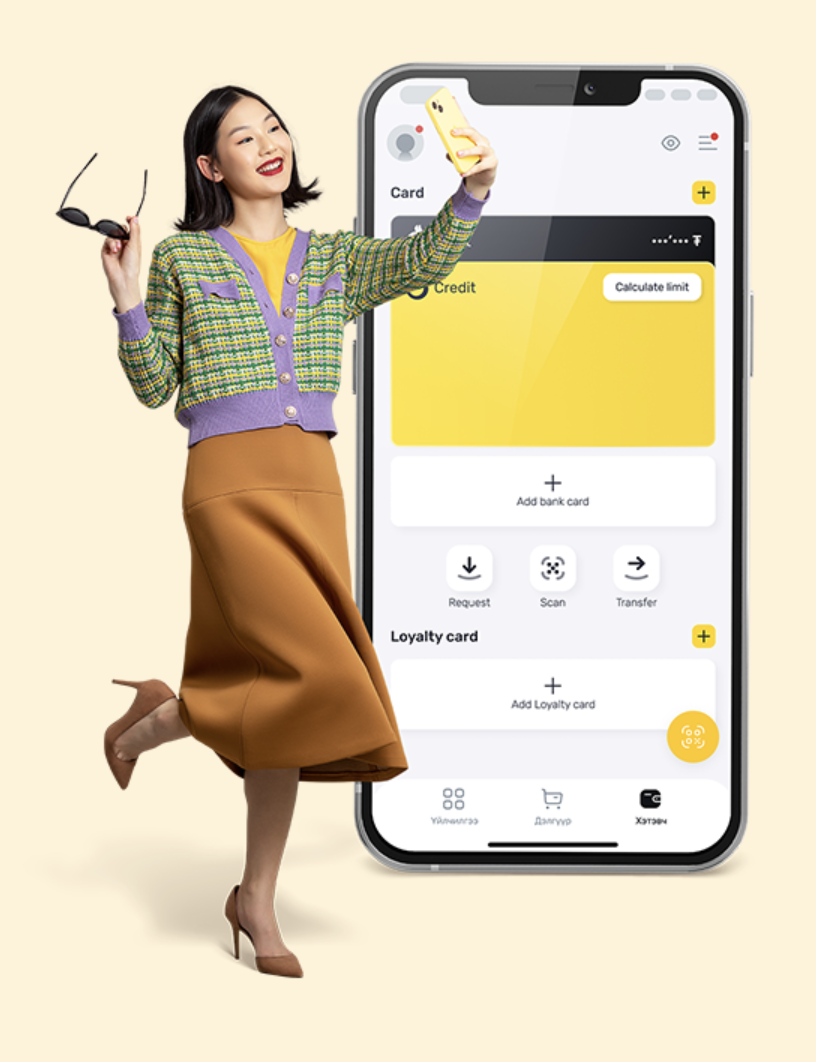 Card
...'... ₮
Credit
Calculate limit
Add bank card
Request
Scan
Transfer
Loyalty card
Add Loyalty card
Үйлчилгээ
Дэлгүүр
Хэтэвч